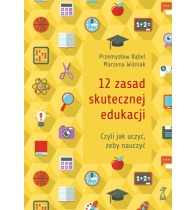 Przemysław Bąbel
Marzena Wiśniak
12 zasad
skutecznej
edukacji
Czyli jak uczyć,
żeby nauczyć